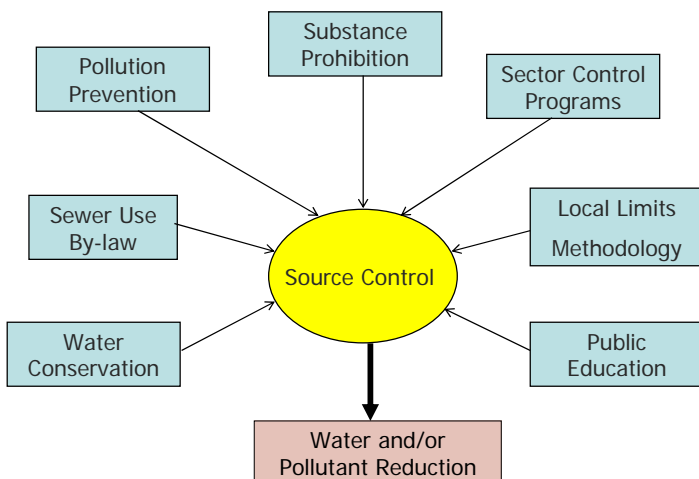 Substance
Prohibition
Pollution
Prevention
Sector Control
Programs
Sewer Use
By-law
Local Limits
Methodology
Source Control
Water
Conservation
Public
Education
Water and/or
Pollutant Reduction